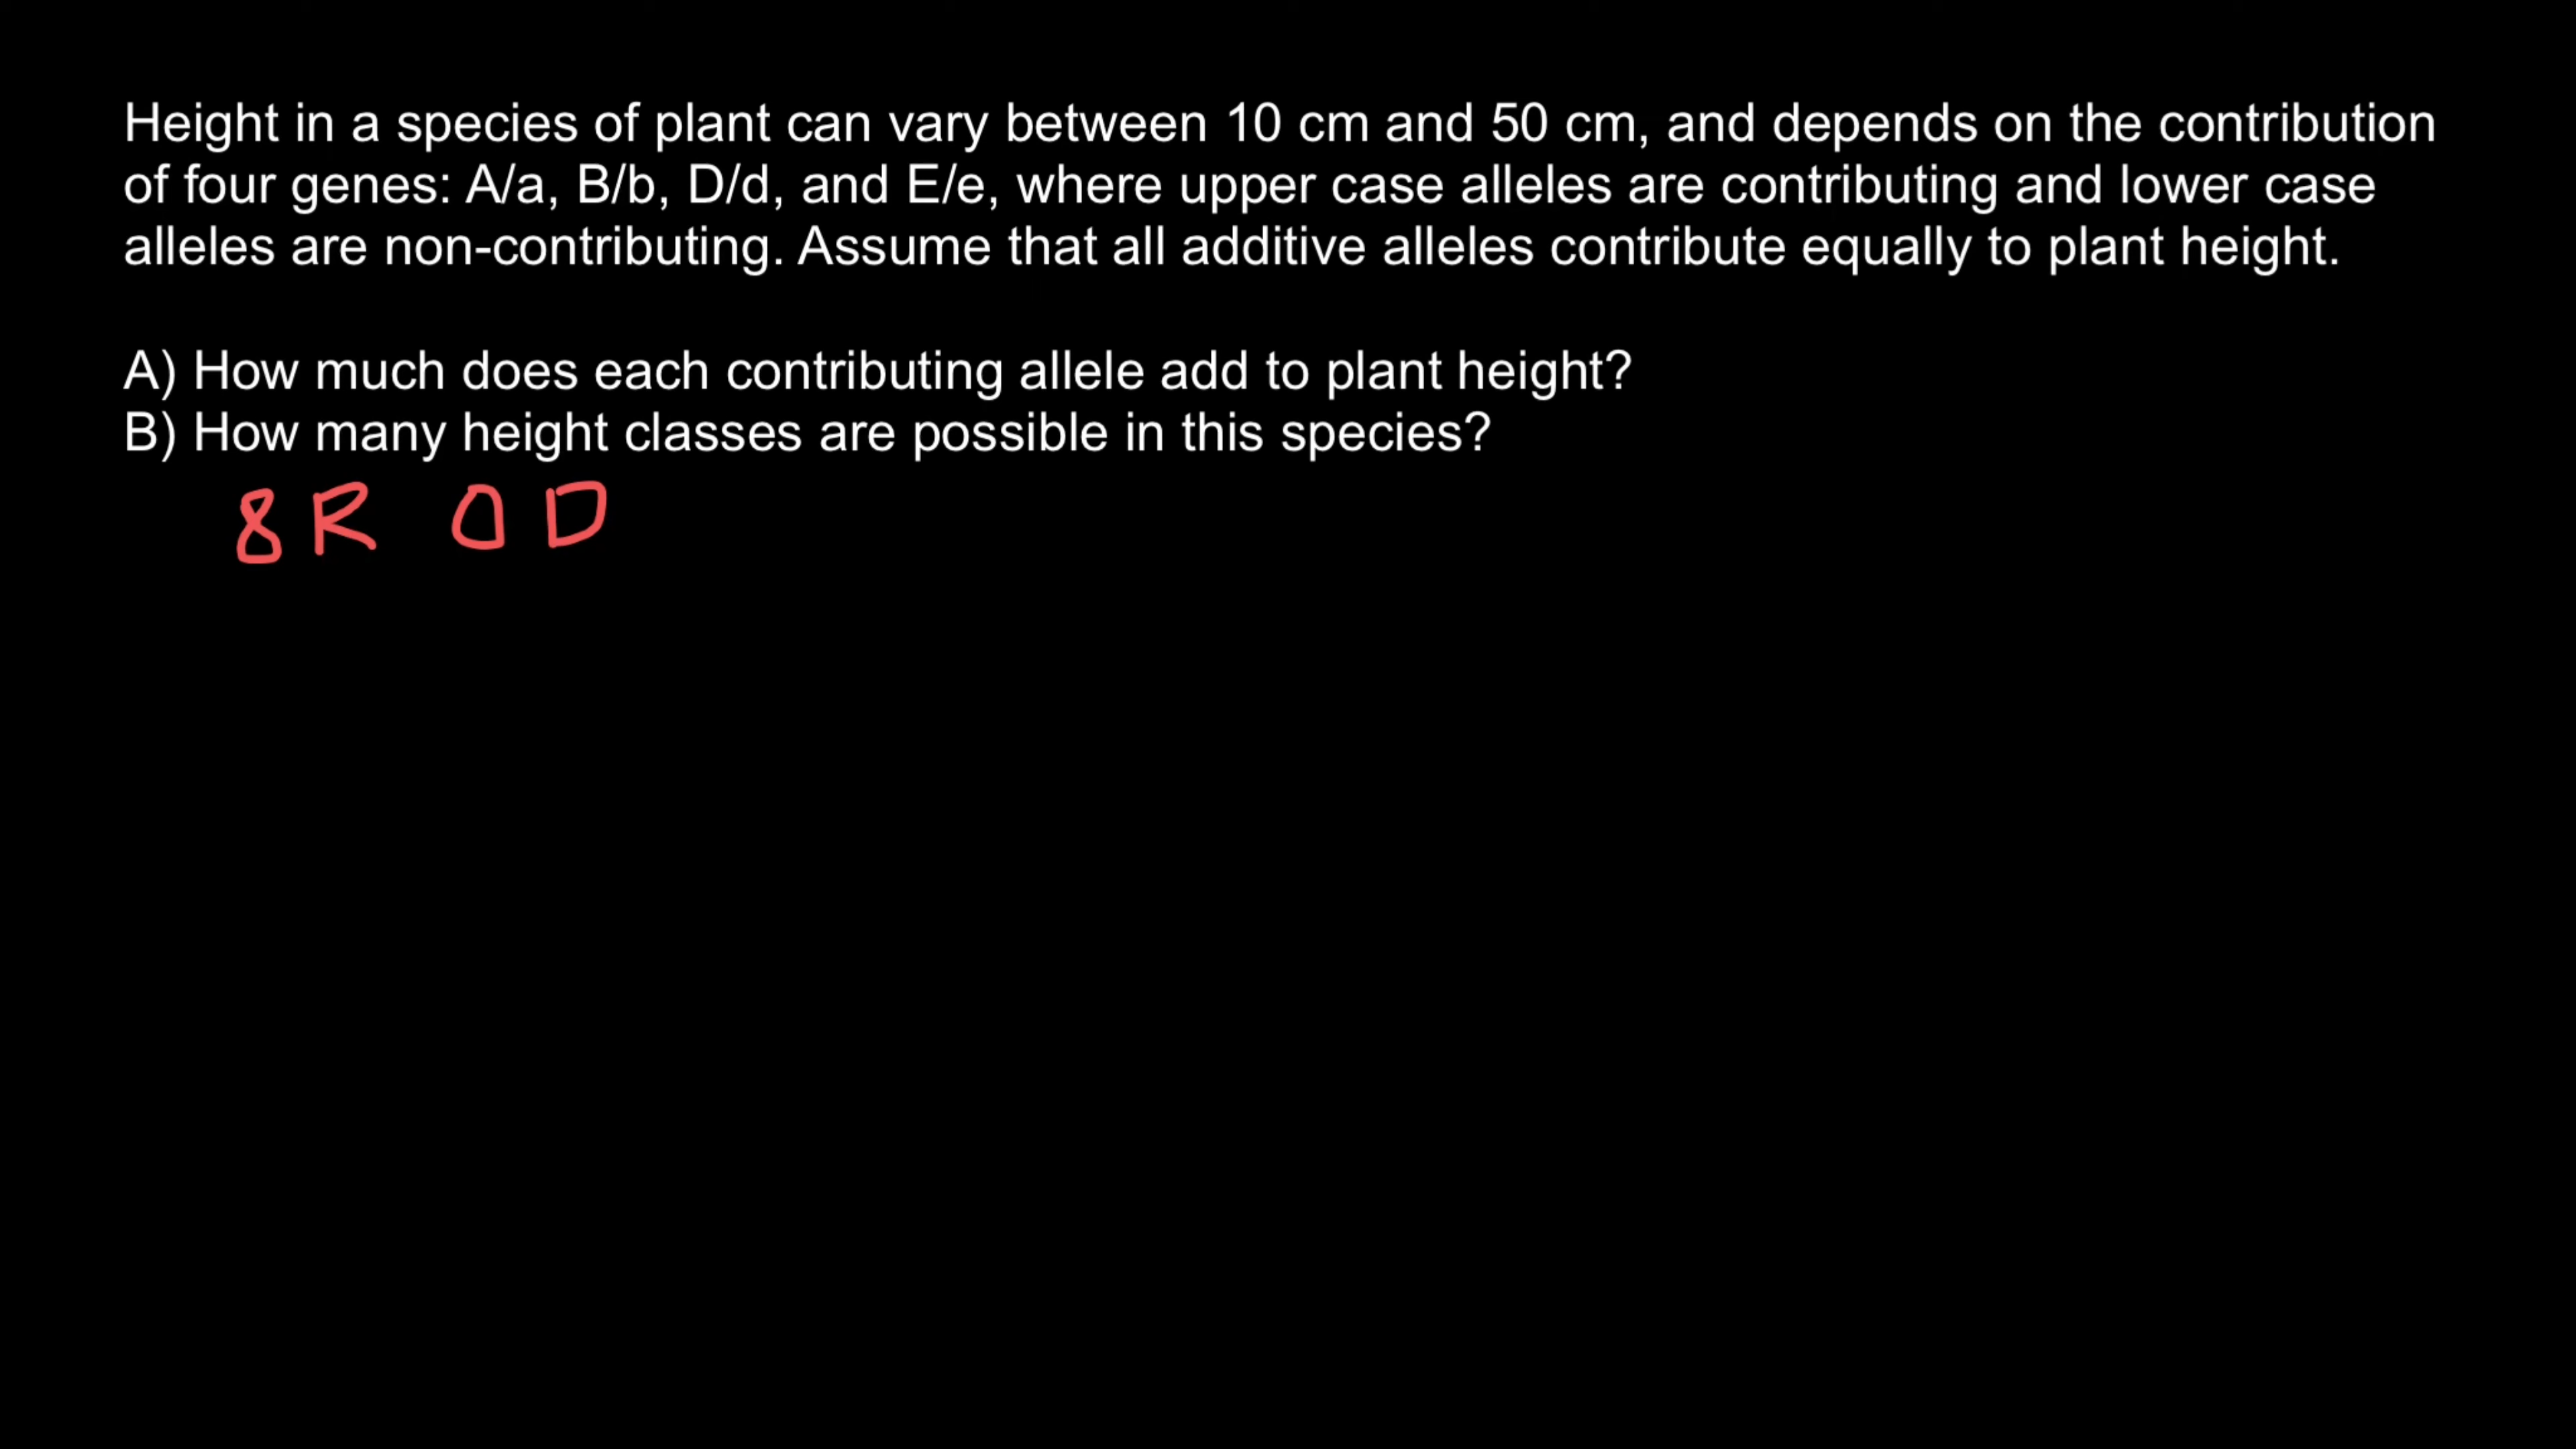 Height in a species of plant can vary between 10 cm and 50 cm, and depends on the contribution
of four genes: A/a, B/b, D/d, and E/e, where upper case alleles are contributing and lower case
alleles are non-contributing. Assume that all additive alleles contribute equally to plant height.
A) How much does each contributing allele add to plant height?
B) How many height classes are possible in this species?
8 R 0 D